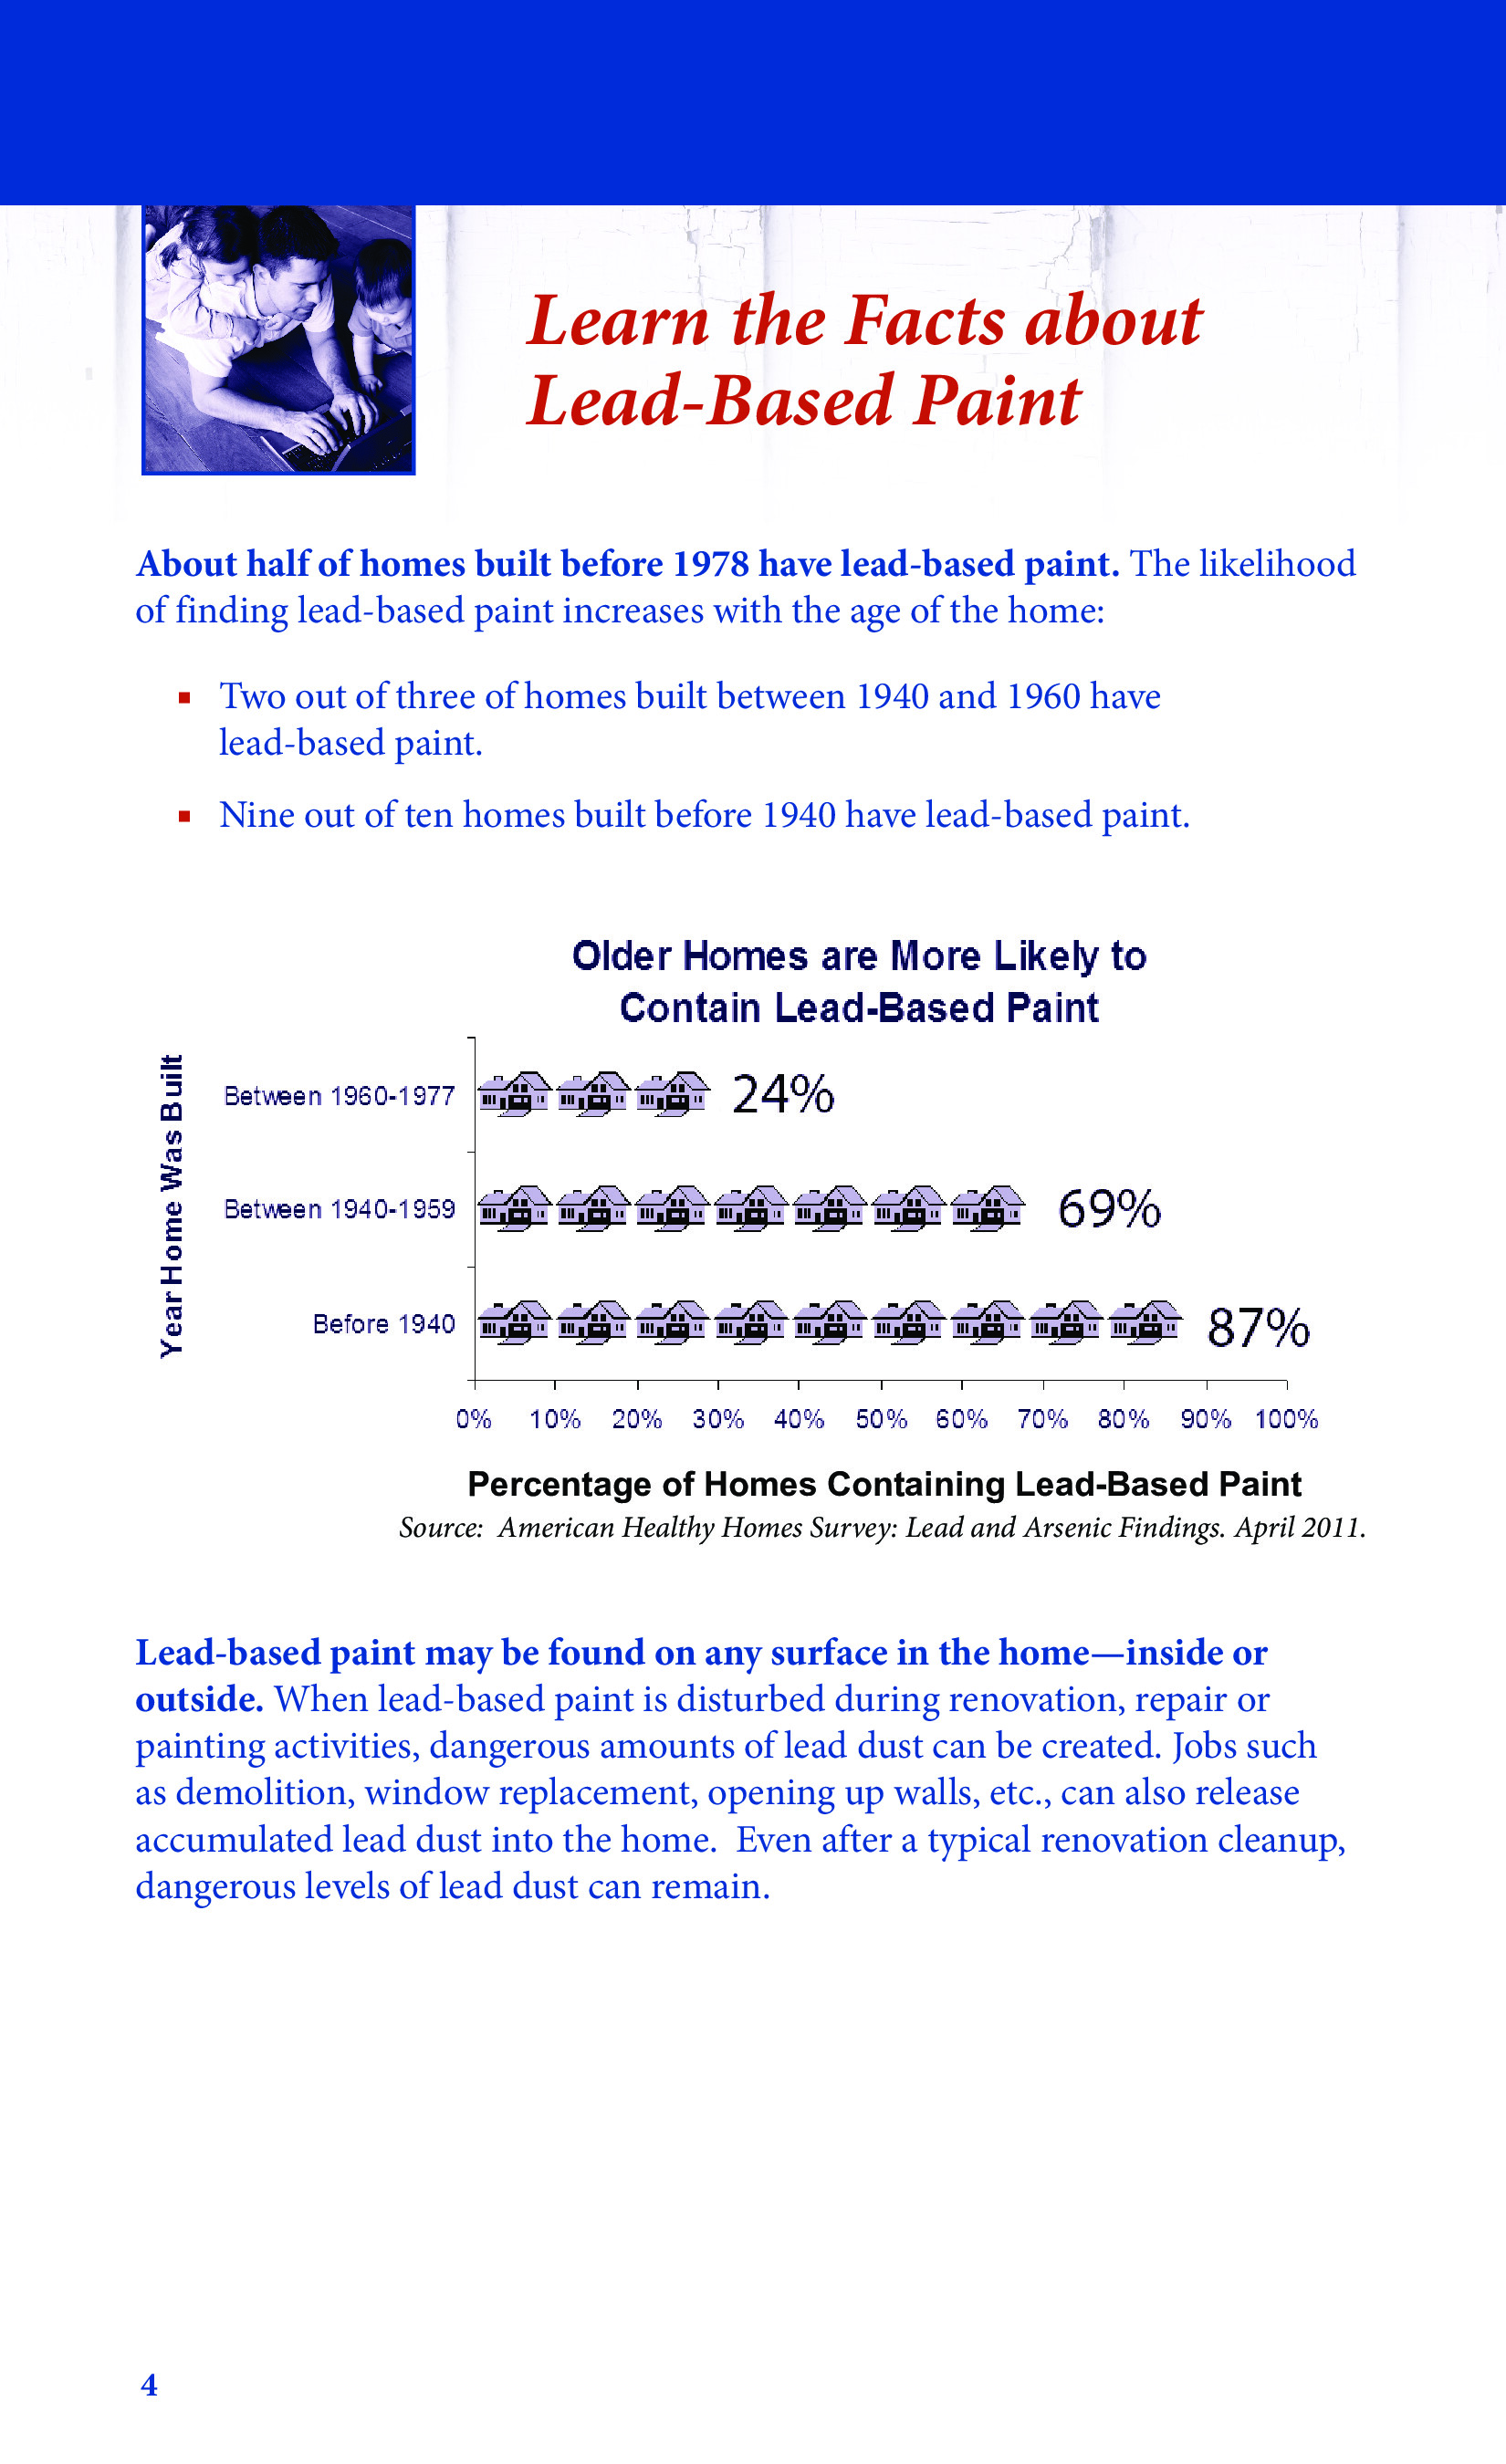 Learn the Facts about
Lead-Based Paint
About half of homes built before 1978 have lead-based paint. The likelihood
of finding lead-based paint increases with the age of the home:
▪ Two out of three of homes built between 1940 and 1960 have
lead-based paint.
▪ Nine out of ten homes built before 1940 have lead-based paint.
Older Homes are More Likely to
Contain Lead-Based Paint
Year Home Was Built
Between 1960-1977 24%
Between 1940-1959 69%
Before 1940 87%
0% 10% 20% 30% 40% 50% 60% 70% 80% 90% 100%
Percentage of Homes Containing Lead-Based Paint
Source: American Healthy Homes Survey: Lead and Arsenic Findings. April 2011.
Lead-based paint may be found on any surface in the home—inside or
outside. When lead-based paint is disturbed during renovation, repair or
painting activities, dangerous amounts of lead dust can be created. Jobs such
as demolition, window replacement, opening up walls, etc., can also release
accumulated lead dust into the home. Even after a typical renovation cleanup,
dangerous levels of lead dust can remain.
4